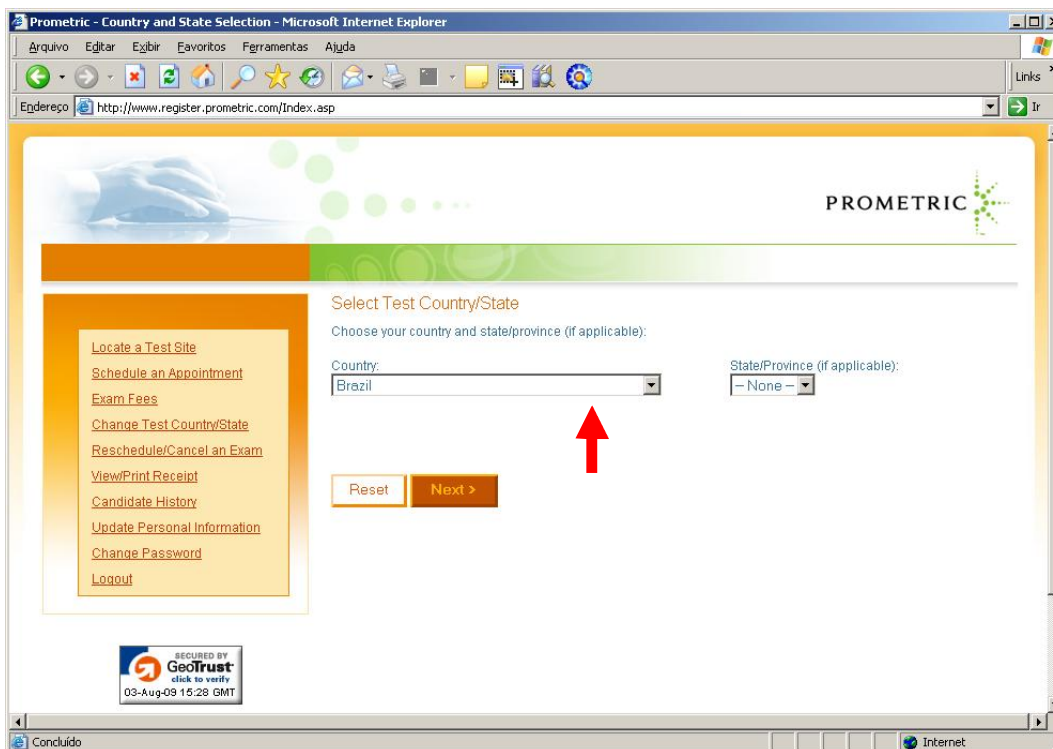 Prometric - Country and State Selection - Microsoft Internet Explorer
Arquivo Editar Exibir Favoritos Ferramentas Ajuda
Links
Endereço http://www.register.prometric.com/Index.asp Ir
PROMETRIC
Select Test Country/State
Choose your country and state/province (if applicable):
Country: State/Province (if applicable):
Brazil – None –
Reset Next >
Locate a Test Site
Schedule an Appointment
Exam Fees
Change Test Country/State
Reschedule/Cancel an Exam
View/Print Receipt
Candidate History
Update Personal Information
Change Password
Logout
SECURED BY
GeoTrust
click to verify
03-Aug-09 15:28 GMT
Concluído Internet